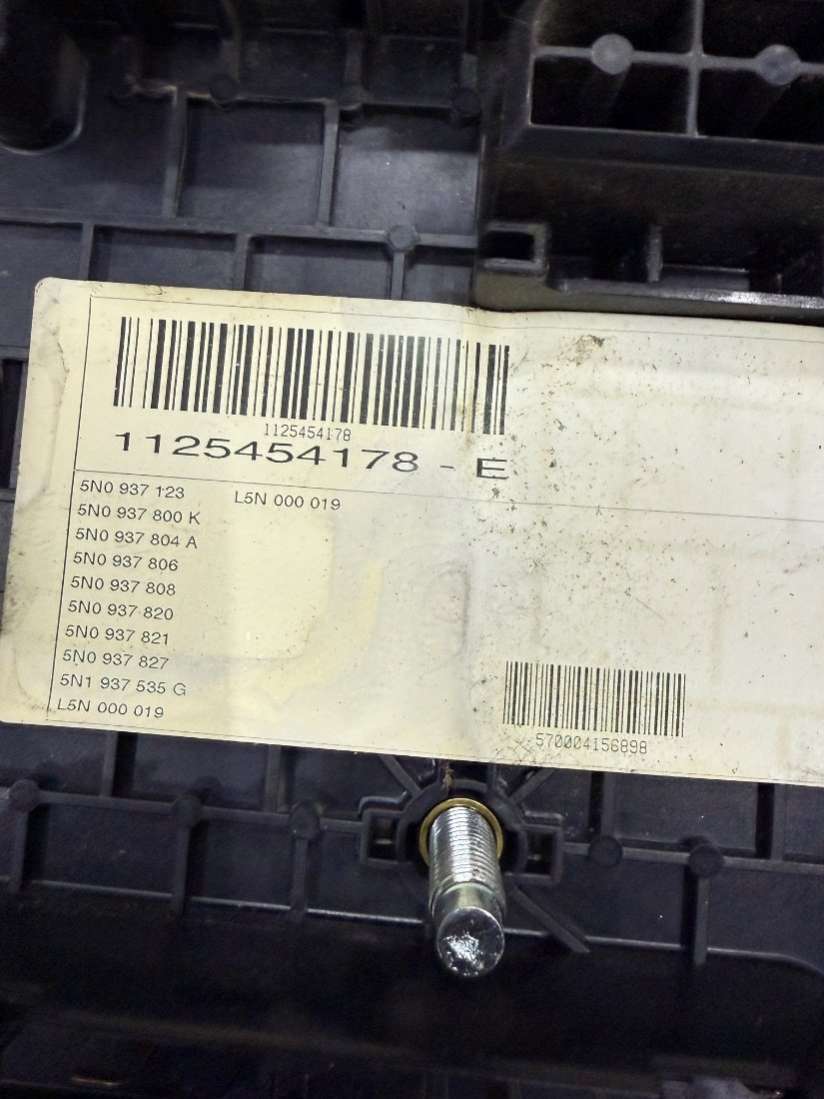 1125454178
1125454178 - E
5N0 937 123 L5N 000 019
5N0 937 800 K
5N0 937 804 A
5N0 937 806
5N0 937 808
5N0 937 820
5N0 937 821
5N0 937 827
5N1 937 535 G
L5N 000 019
570004156898